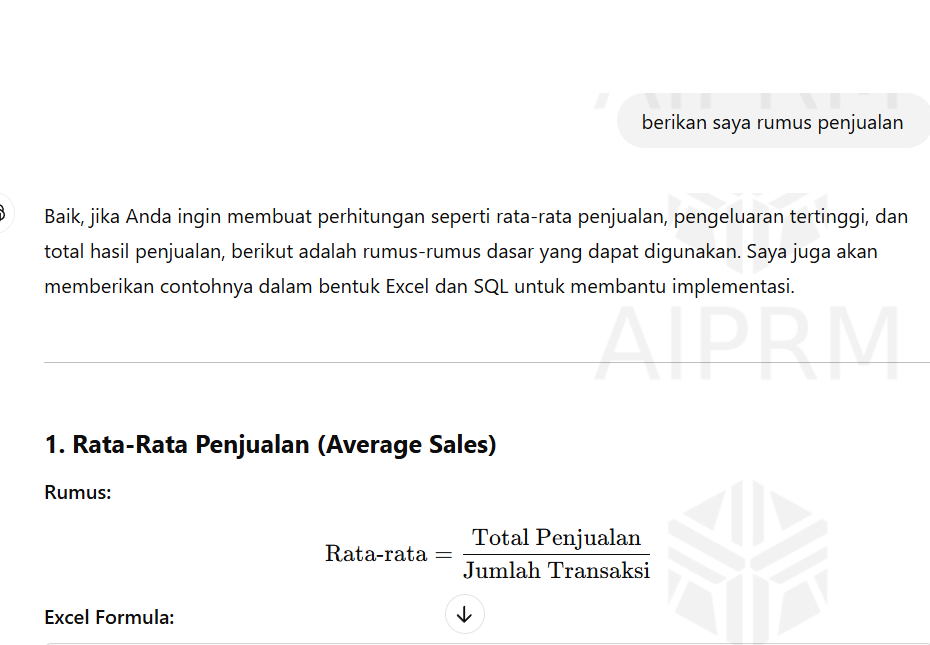 berikan saya rumus penjualan
Baik, jika Anda ingin membuat perhitungan seperti rata-rata penjualan, pengeluaran tertinggi, dan
total hasil penjualan, berikut adalah rumus-rumus dasar yang dapat digunakan. Saya juga akan
memberikan contohnya dalam bentuk Excel dan SQL untuk membantu implementasi.
AIPRM
1. Rata-Rata Penjualan (Average Sales)
Rumus:
Rata-rata = Total Penjualan / Jumlah Transaksi
Excel Formula: